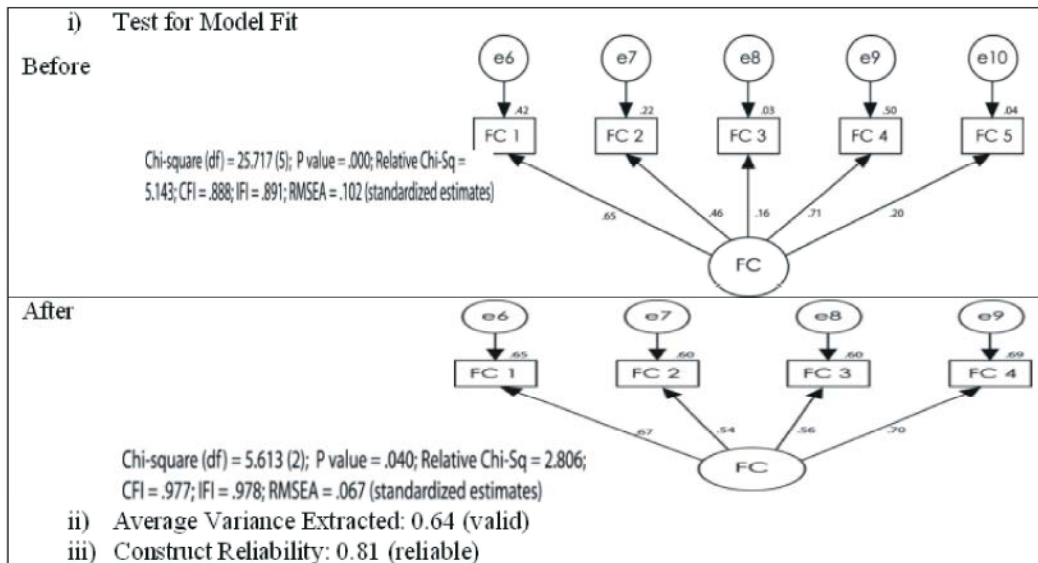 i) Test for Model Fit
Before
e6 e7 e8 e9 e10
.42 .22 .03 .50 .04
FC 1 FC 2 FC 3 FC 4 FC 5
Chi-square (df) = 25.717 (5); P value = .000; Relative Chi-Sq =
5.143; CFI = .888; IFI = .891; RMSEA = .102 (standardized estimates)
.65 .46 .16 .71 .20
FC
After
e6 e7 e8 e9
.65 .60 .60 .69
FC 1 FC 2 FC 3 FC 4
.67 .54 .56 .70
FC
Chi-square (df) = 5.613 (2); P value = .040; Relative Chi-Sq = 2.806;
CFI = .977; IFI = .978; RMSEA = .067 (standardized estimates)
ii) Average Variance Extracted: 0.64 (valid)
iii) Construct Reliability: 0.81 (reliable)